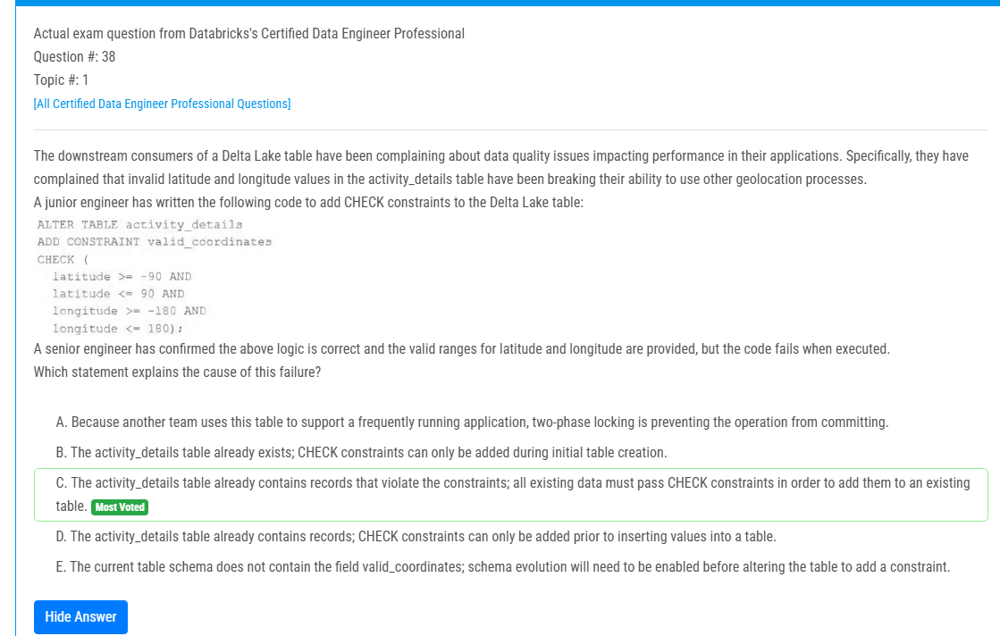 Actual exam question from Databricks's Certified Data Engineer Professional
Question #: 38
Topic #: 1
[All Certified Data Engineer Professional Questions]
The downstream consumers of a Delta Lake table have been complaining about data quality issues impacting performance in their applications. Specifically, they have
complained that invalid latitude and longitude values in the activity_details table have been breaking their ability to use other geolocation processes.
A junior engineer has written the following code to add CHECK constraints to the Delta Lake table:
ALTER TABLE activity_details
ADD CONSTRAINT valid_coordinates
CHECK (
latitude >= -90 AND
latitude <= 90 AND
longitude >= -180 AND
longitude <= 180);
A senior engineer has confirmed the above logic is correct and the valid ranges for latitude and longitude are provided, but the code fails when executed.
Which statement explains the cause of this failure?
A. Because another team uses this table to support a frequently running application, two-phase locking is preventing the operation from committing.
B. The activity_details table already exists; CHECK constraints can only be added during initial table creation.
C. The activity_details table already contains records that violate the constraints; all existing data must pass CHECK constraints in order to add them to an existing
table. Most Voted
D. The activity_details table already contains records; CHECK constraints can only be added prior to inserting values into a table.
E. The current table schema does not contain the field valid_coordinates; schema evolution will need to be enabled before altering the table to add a constraint.
Hide Answer